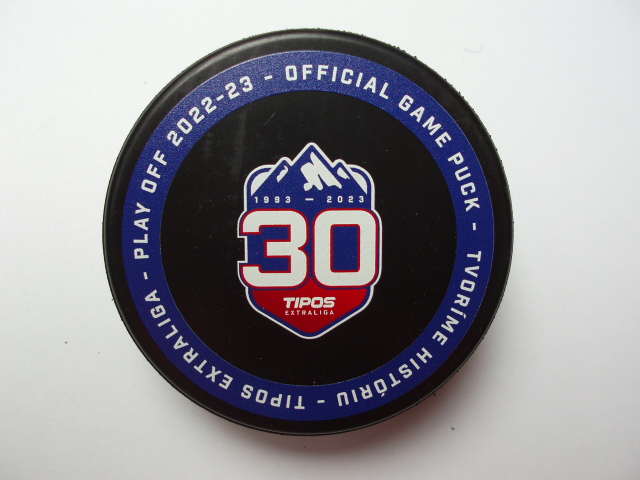 PLAY OFF 2022-23 - OFFICIAL GAME PUCK - TVORÍME HISTÓRIU - TIPOS EXTRALIGA -
1993 — 2023
30
TIPOS
EXTRALIGA